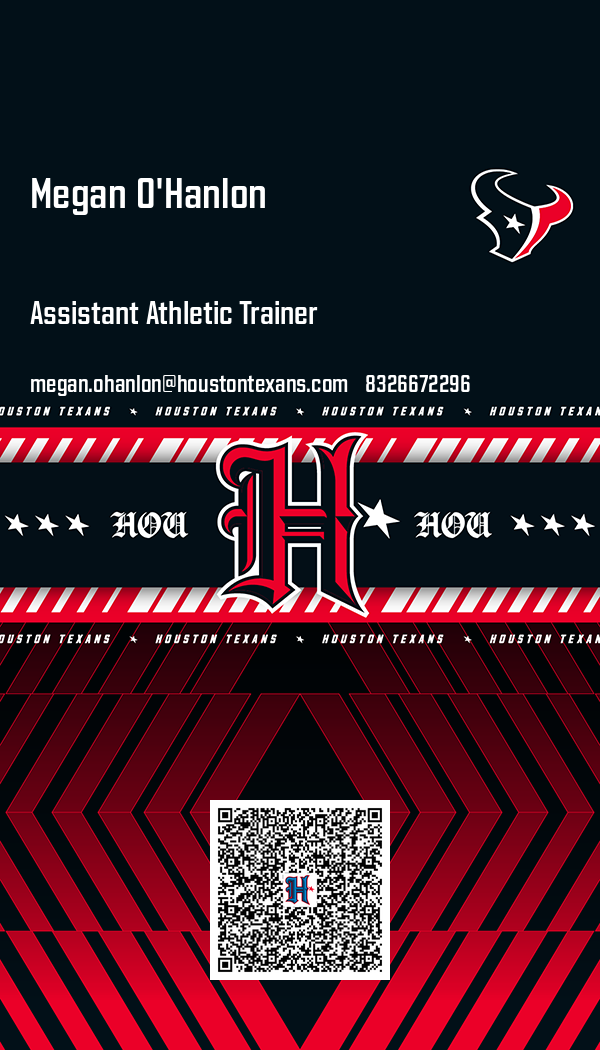 Megan O'Hanlon
Assistant Athletic Trainer
megan.ohanlon@houstontexans.com 8326672296
HOUSTON TEXANS HOUSTON TEXANS HOUSTON TEXANS HOUSTON TEXAN
HOU H HOU
HOUSTON TEXANS HOUSTON TEXANS HOUSTON TEXANS HOUSTON TEXAN
H